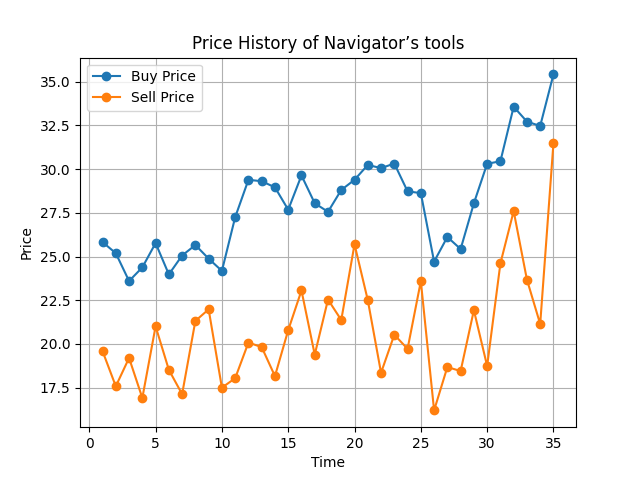 Price History of Navigator’s tools
Buy Price
Sell Price
35.0
32.5
30.0
27.5
25.0
22.5
20.0
17.5
Price
0 5 10 15 20 25 30 35
Time